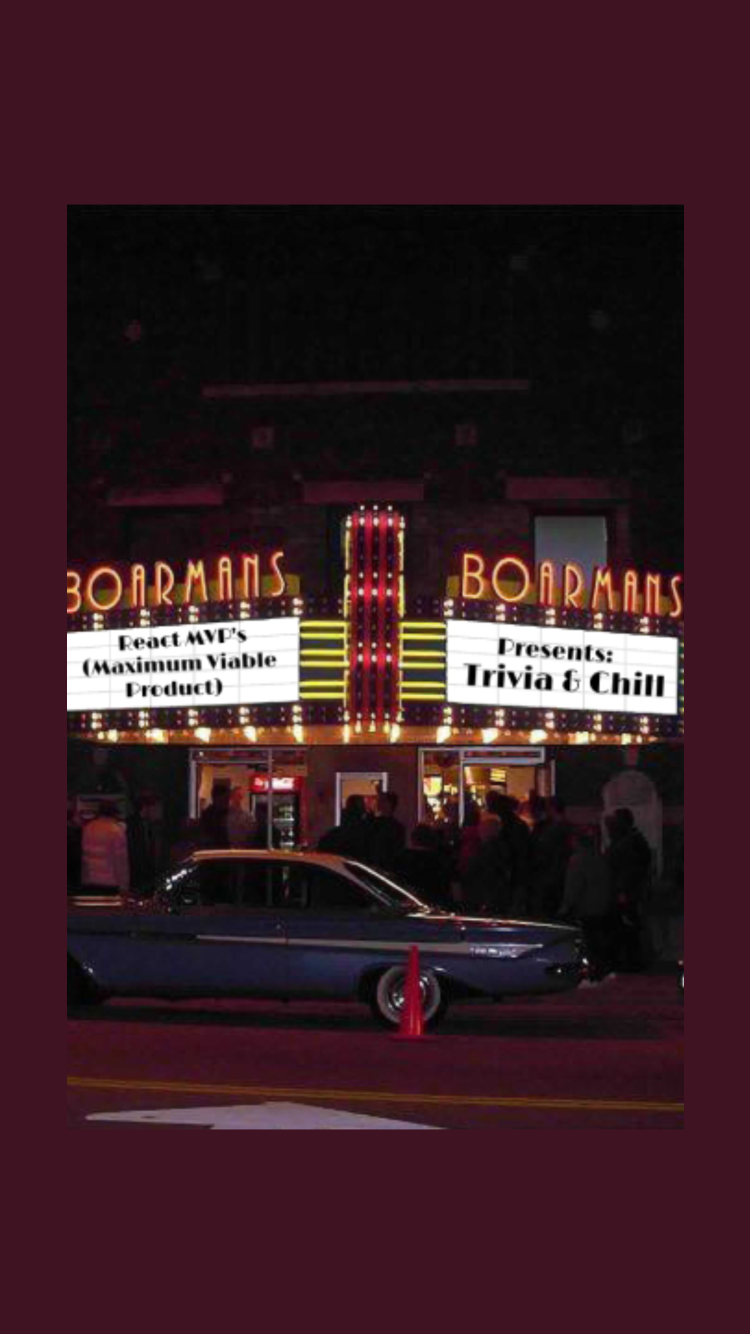 BOARMANS
React MVP's
(Maximum Viable
Product)
BOARMANS
Presents:
Trivia & Chill